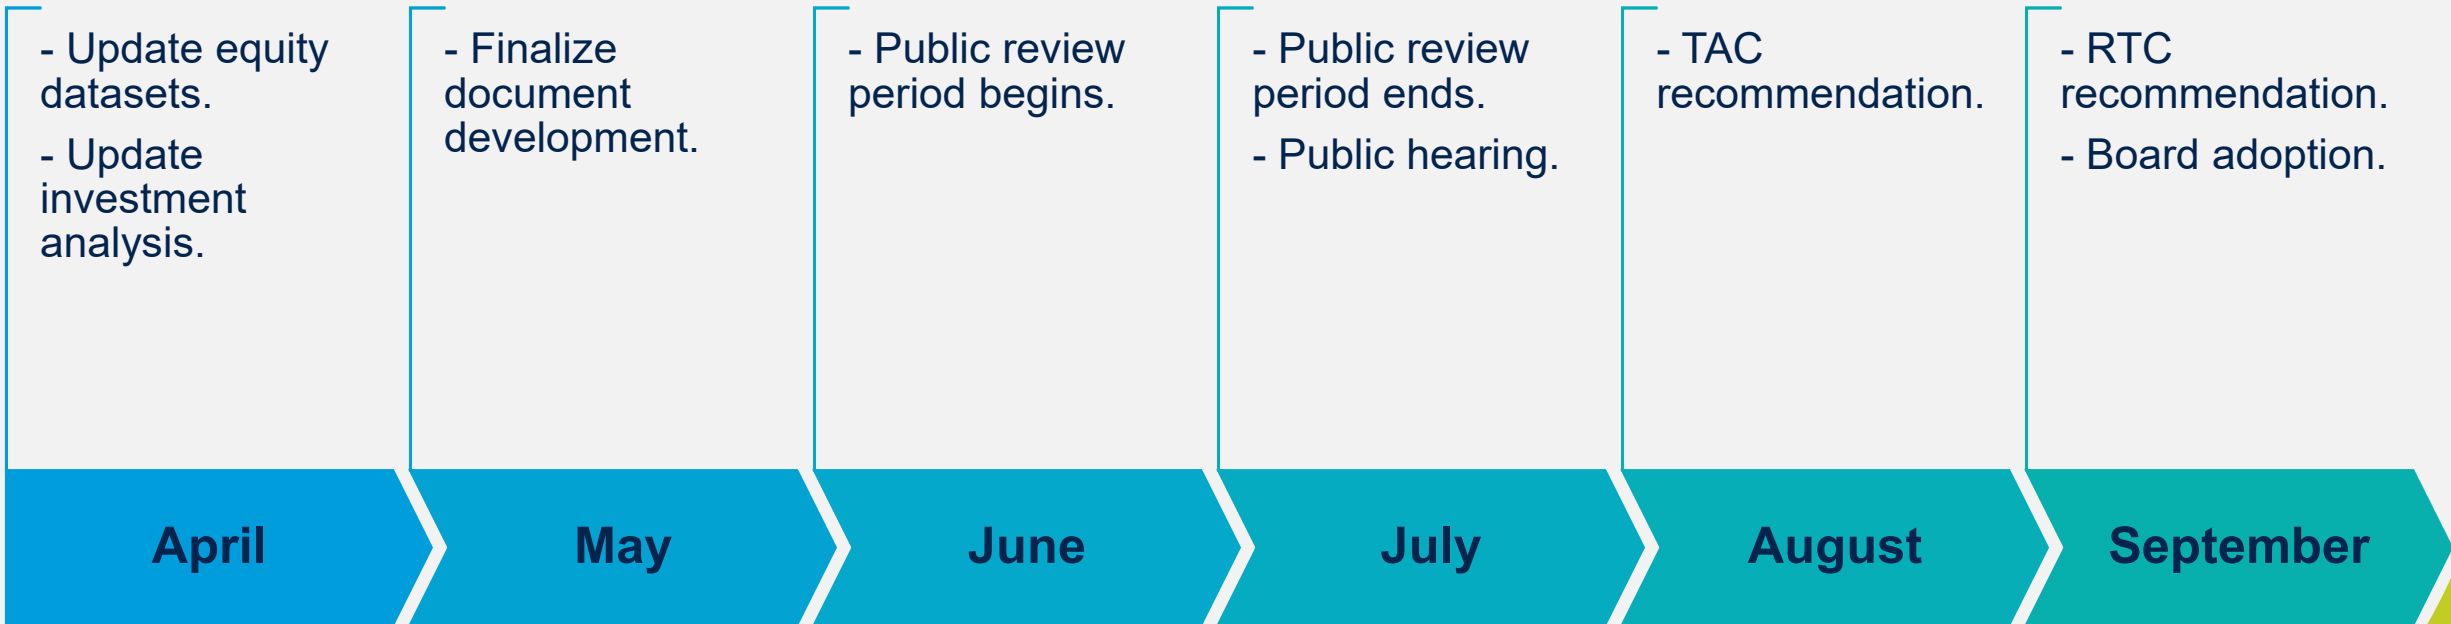 - Update equity
datasets.
- Update
investment
analysis.
- Finalize
document
development.
- Public review
period begins.
- Public review
period ends.
- Public hearing.
- TAC
recommendation.
- RTC
recommendation.
- Board adoption.
April
May
June
July
August
September